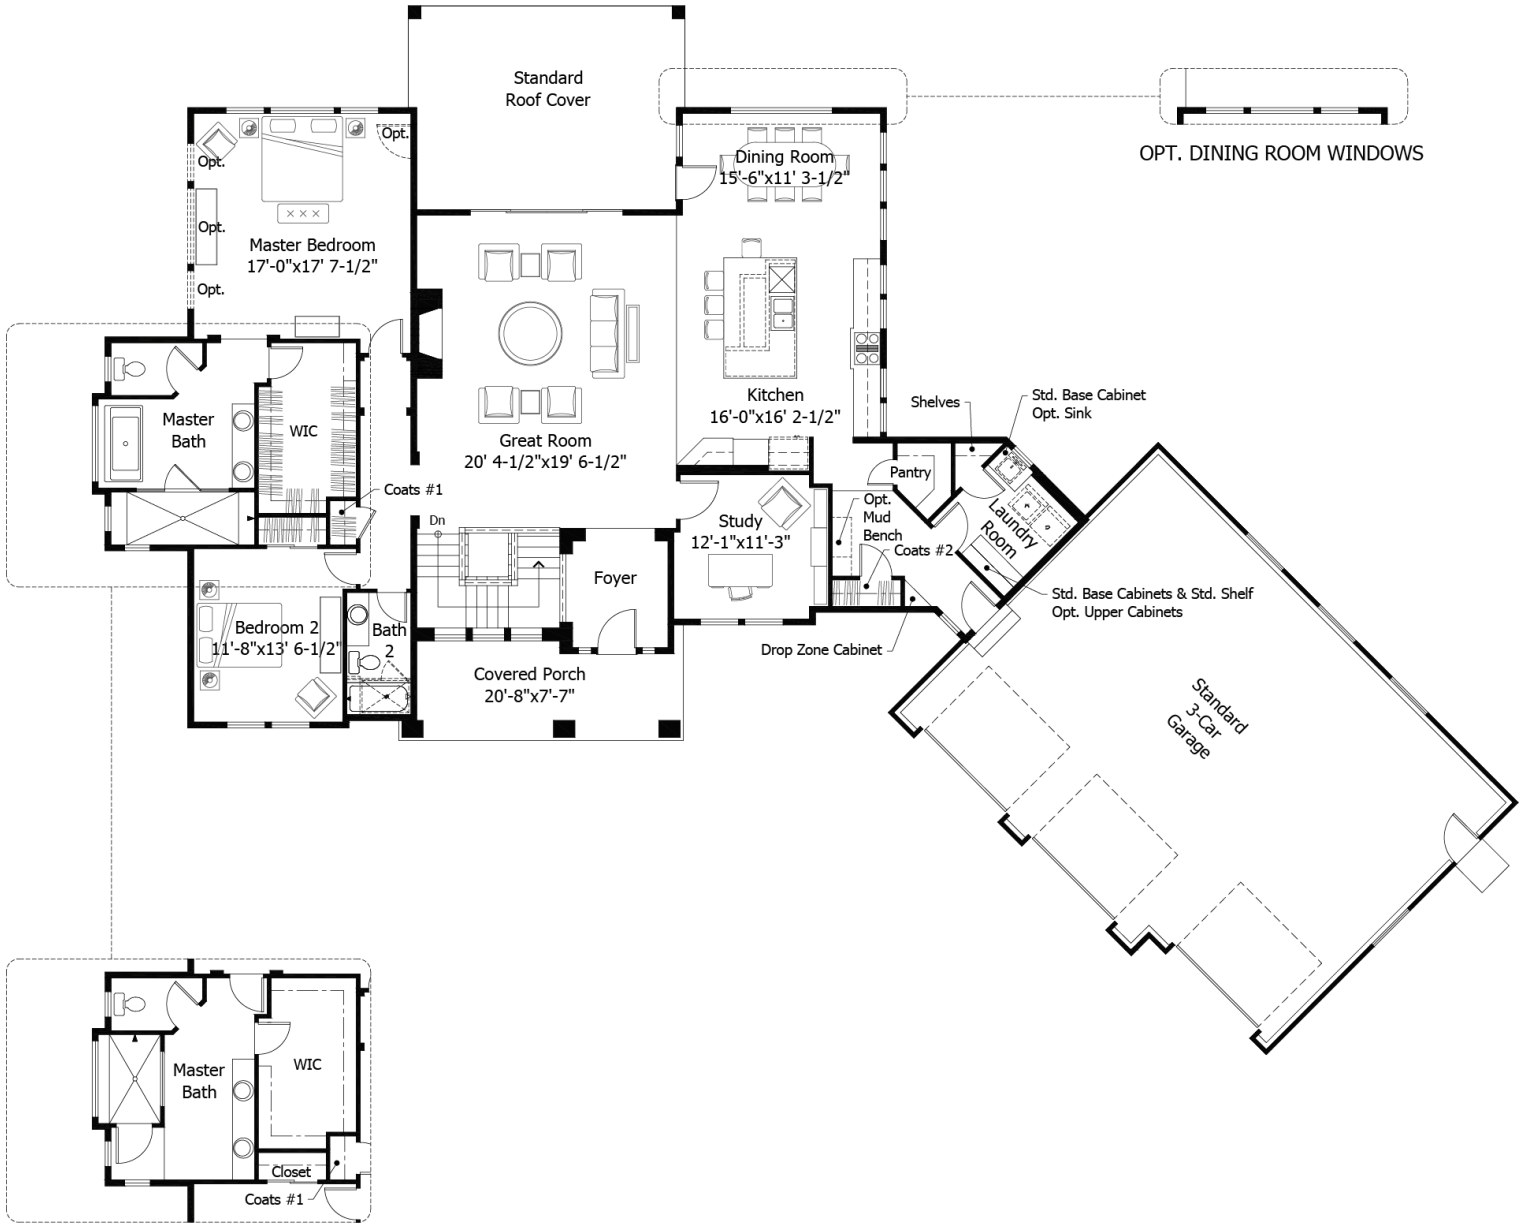 Standard
Roof Cover
OPT. DINING ROOM WINDOWS
Opt.
Opt.
Opt.
Opt.
Master Bedroom
17'-0"x17' 7-1/2"
Dining Room
15'-6"x11' 3-1/2"
Kitchen
16'-0"x16' 2-1/2"
Great Room
20' 4-1/2"x19' 6-1/2"
Master
Bath
WIC
Coats #1
Dn
Shelves
Std. Base Cabinet
Opt. Sink
Pantry
Laundry
Room
Opt.
Mud
Bench
Coats #2
Study
12'-1"x11'-3"
Foyer
Std. Base Cabinets & Std. Shelf
Opt. Upper Cabinets
Drop Zone Cabinet
Bedroom 2
11'-8"x13' 6-1/2"
Bath
2
Covered Porch
20'-8"x7'-7"
Standard
3-Car
Garage
Master
Bath
WIC
Closet
Coats #1